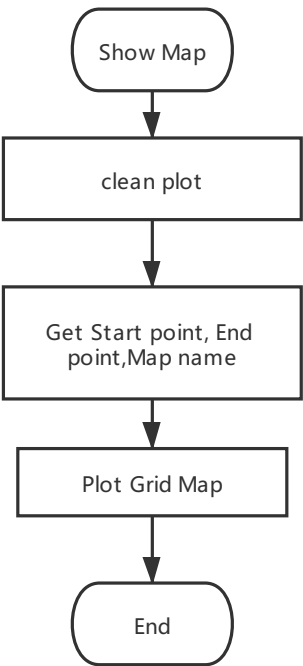 Show Map
clean plot
Get Start point, End
point,Map name
Plot Grid Map
End